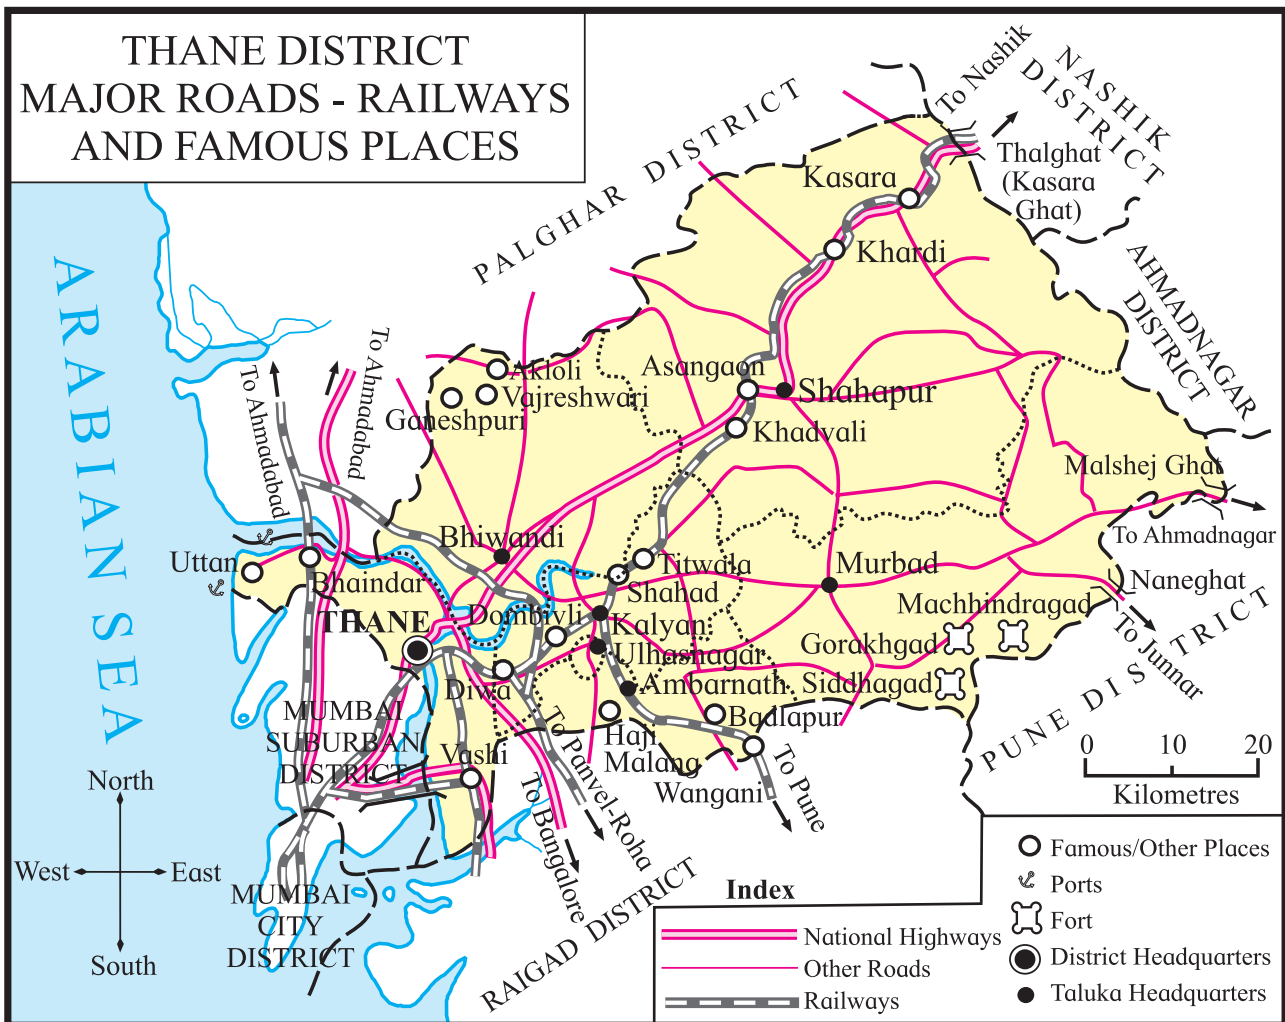 THANE DISTRICT
MAJOR ROADS - RAILWAYS
AND FAMOUS PLACES
PALGHAR DISTRICT
To Nashik
NASHIK
DISTRICT
Thalghat
(Kasara
Ghat)
Kasara
Khardi
AHMADNAGAR
DISTRICT
ARABIAN SEA
To Ahmadabad
To Ahmadabad
Akloli
Vajreshwari
Ganeshpuri
Asangaon
Shahapur
Khadvali
Malshej Ghat
To Ahmadnagar
Bhiwandi
Uttan
Bhaindar
Titwala
Shahad
Murbad
Naneghat
Machhindragad
THANE
Dombivli
Kalyan
Gorakhgad
To Junnar
Ulhasnagar
Diwa
Ambarnath
Siddhagad
PUNE DISTRICT
MUMBAI
SUBURBAN
DISTRICT
Vashi
Haji
Malang
Badlapur
Wangani
To Pune
To Panvel-Roha
To Bangalore
RAIGAD DISTRICT
MUMBAI
CITY
DISTRICT
North
West
East
South
0 10 20
Kilometres
Index
National Highways
Other Roads
Railways
Famous/Other Places
Ports
Fort
District Headquarters
Taluka Headquarters